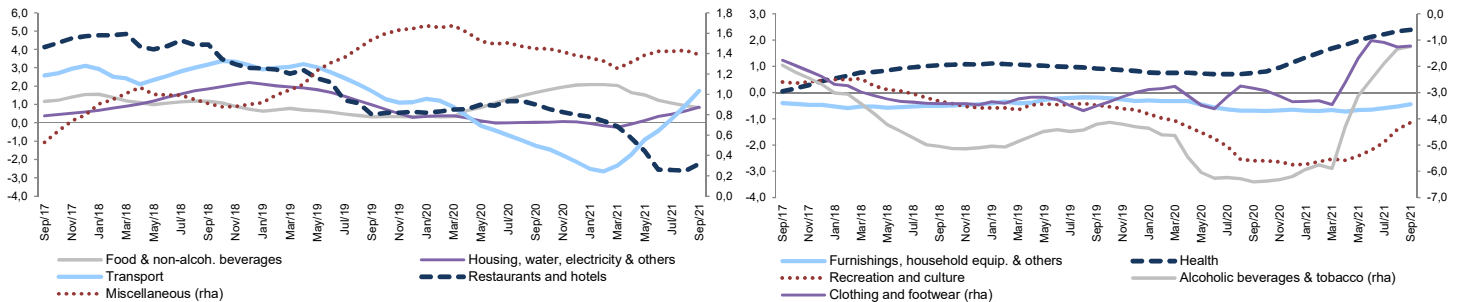 6,0
5,0
4,0
3,0
2,0
1,0
0,0
-1,0
-2,0
-3,0
-4,0
1,8
1,6
1,4
1,2
1,0
0,8
0,6
0,4
0,2
0,0
Sep/17
Nov/17
Jan/18
Mar/18
May/18
Jul/18
Sep/18
Nov/18
Jan/19
Mar/19
May/19
Jul/19
Sep/19
Nov/19
Jan/20
Mar/20
May/20
Jul/20
Sep/20
Nov/20
Jan/21
Mar/21
May/21
Jul/21
Sep/21
Food & non-alcoh. beverages
Housing, water, electricity & others
Transport
Restaurants and hotels
Miscellaneous (rha)
3,0
2,0
1,0
0,0
-1,0
-2,0
-3,0
-4,0
0,0
-1,0
-2,0
-3,0
-4,0
-5,0
-6,0
-7,0
Sep/17
Nov/17
Jan/18
Mar/18
May/18
Jul/18
Sep/18
Nov/18
Jan/19
Mar/19
May/19
Jul/19
Sep/19
Nov/19
Jan/20
Mar/20
May/20
Jul/20
Sep/20
Nov/20
Jan/21
Mar/21
May/21
Jul/21
Sep/21
Furnishings, household equip. & others
Health
Recreation and culture
Alcoholic beverages & tobacco (rha)
Clothing and footwear (rha)